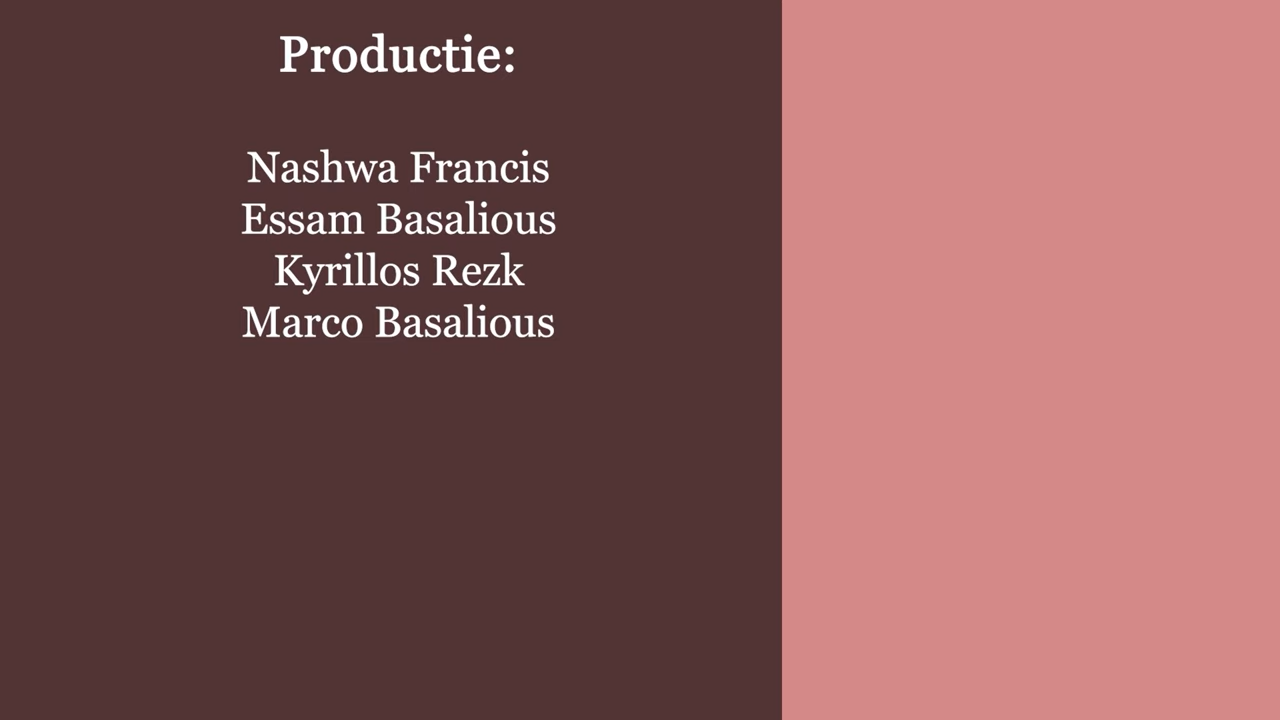 Productie:
Nashwa Francis
Essam Basalious
Kyrillos Rezk
Marco Basalious